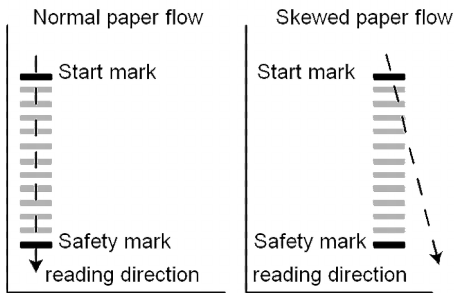 Normal paper flow
Start mark
Safety mark
reading direction
Skewed paper flow
Start mark
Safety mark
reading direction